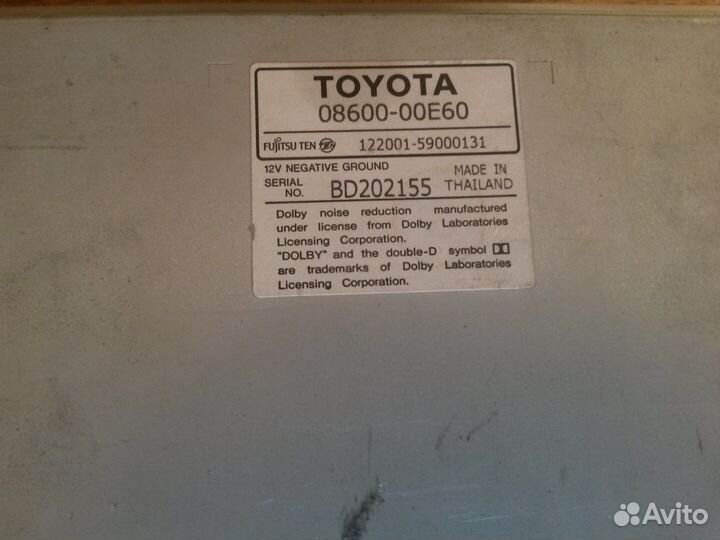 TOYOTA
08600-00E60
FUJITSU TEN 122001-59000131
12V NEGATIVE GROUND
SERIAL NO. BD202155
MADE IN THAILAND
Dolby noise reduction manufactured
under license from Dolby Laboratories
Licensing Corporation.
"DOLBY" and the double-D symbol
are trademarks of Dolby Laboratories
Licensing Corporation.
Avito